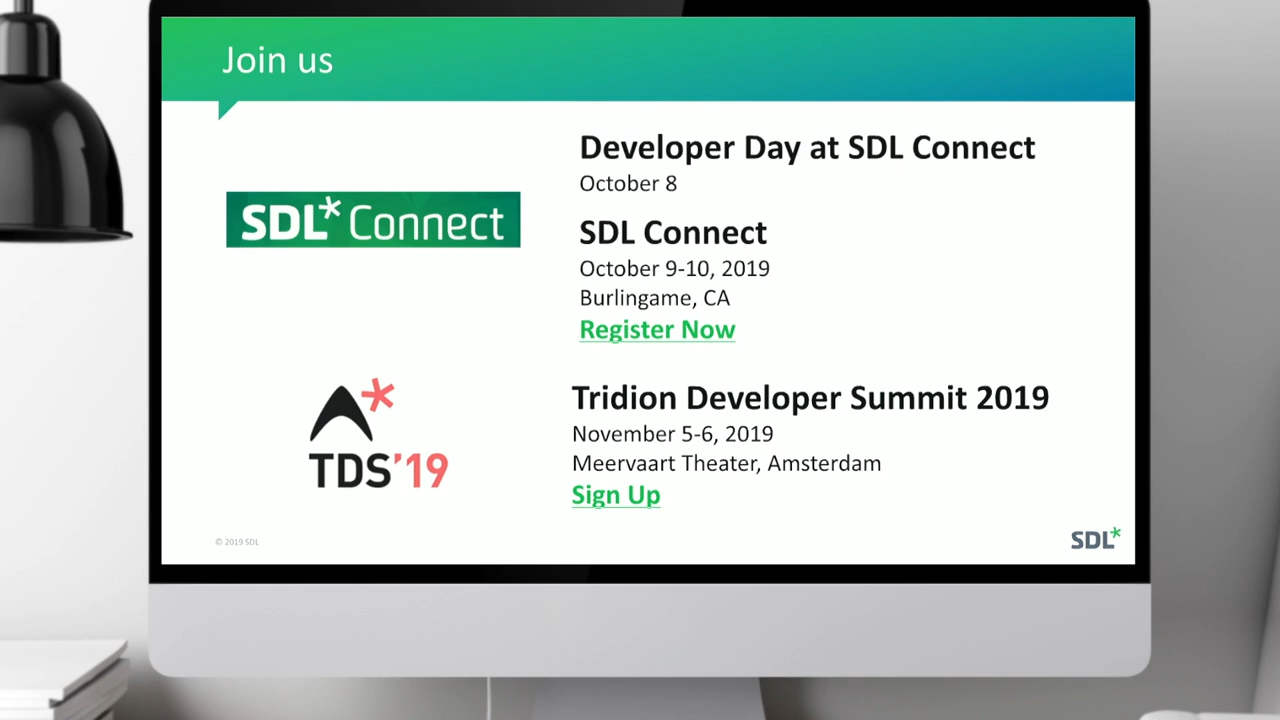 Join us
SDL* Connect
Developer Day at SDL Connect
October 8
SDL Connect
October 9-10, 2019
Burlingame, CA
Register Now
TDS'19
Tridion Developer Summit 2019
November 5-6, 2019
Meervaart Theater, Amsterdam
Sign Up
© 2019 SDL
SDL*